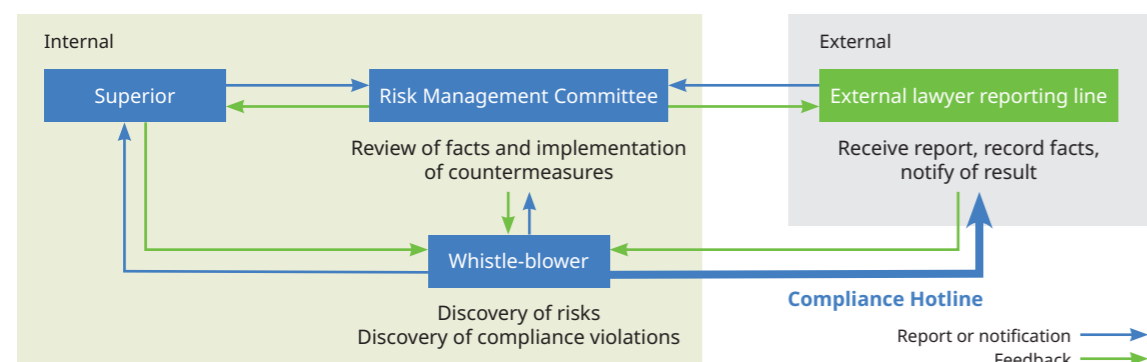 Internal
External
Superior
Risk Management Committee
External lawyer reporting line
Review of facts and implementation
of countermeasures
Receive report, record facts,
notify of result
Whistle-blower
Discovery of risks
Discovery of compliance violations
Compliance Hotline
Report or notification
Feedback